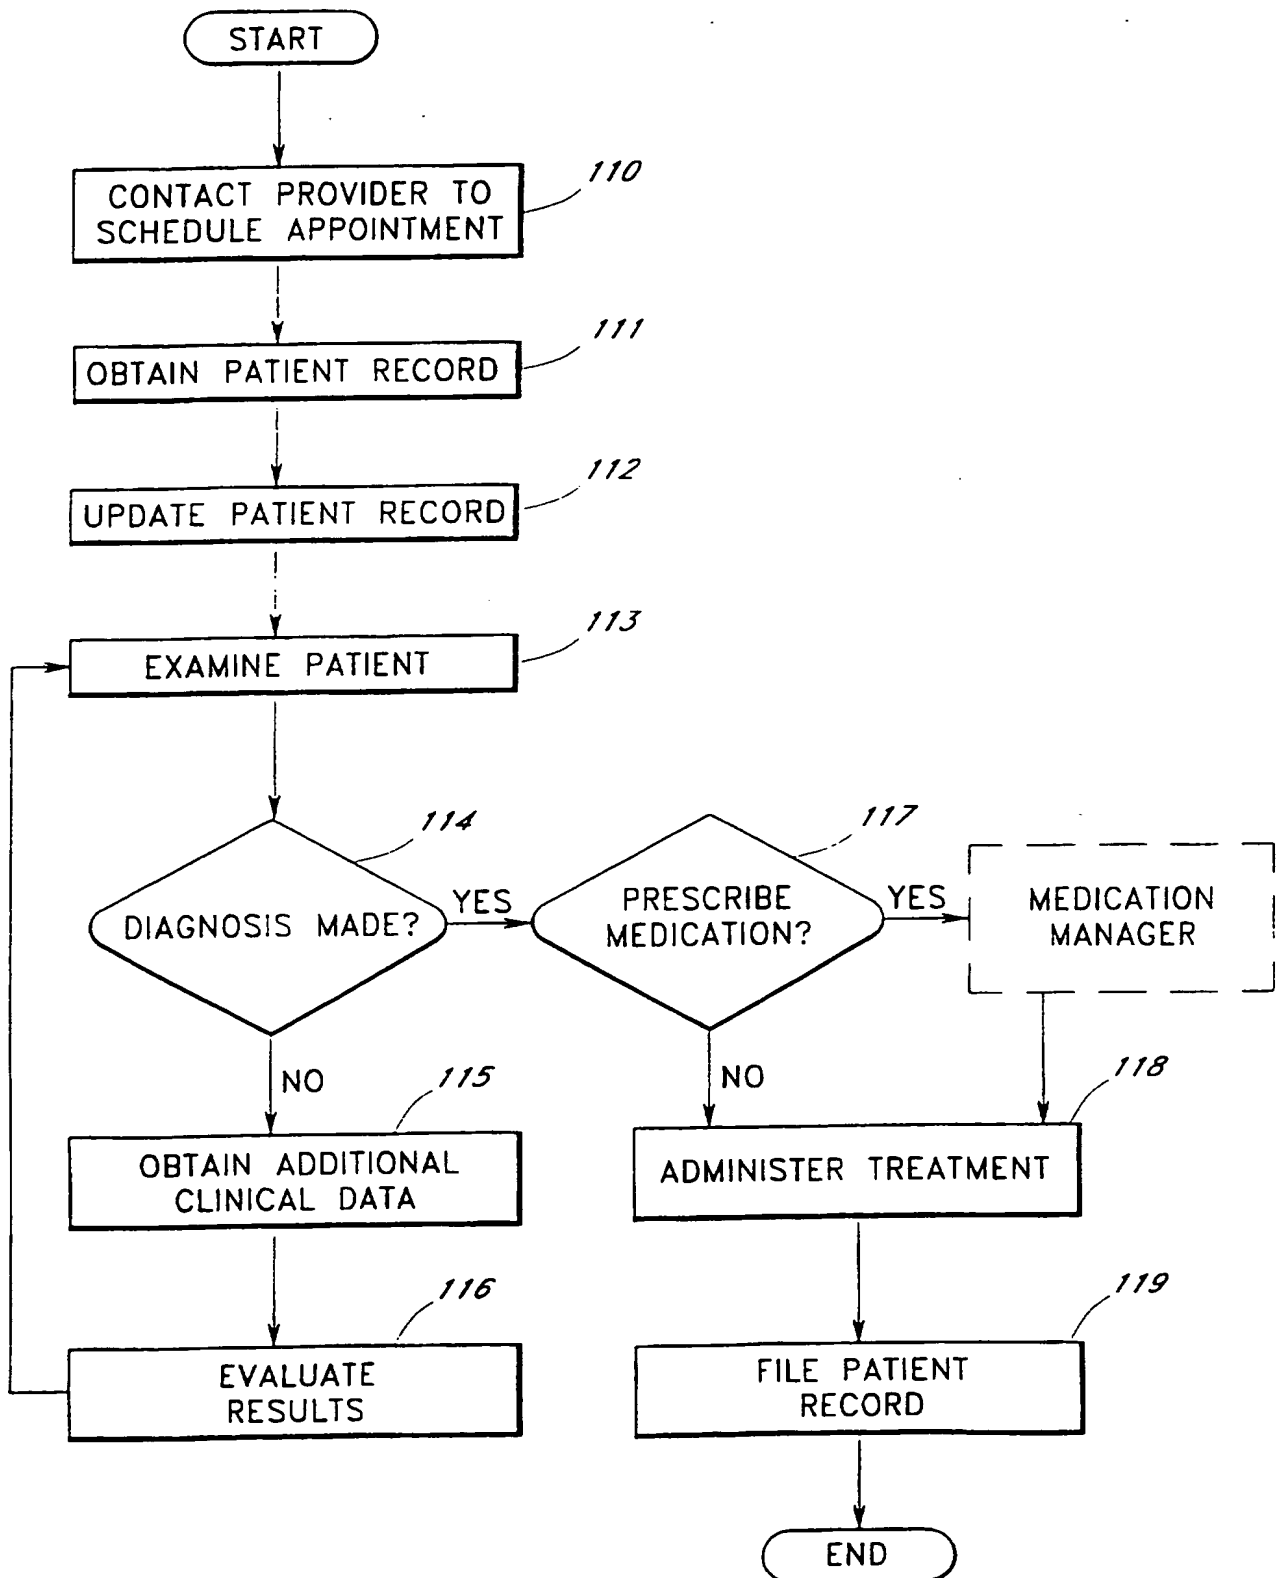 START
110
CONTACT PROVIDER TO
SCHEDULE APPOINTMENT
111
OBTAIN PATIENT RECORD
112
UPDATE PATIENT RECORD
113
EXAMINE PATIENT
114
DIAGNOSIS MADE?
YES
117
PRESCRIBE
MEDICATION?
YES
MEDICATION
MANAGER
NO
115
OBTAIN ADDITIONAL
CLINICAL DATA
NO
118
ADMINISTER TREATMENT
116
EVALUATE
RESULTS
119
FILE PATIENT
RECORD
END